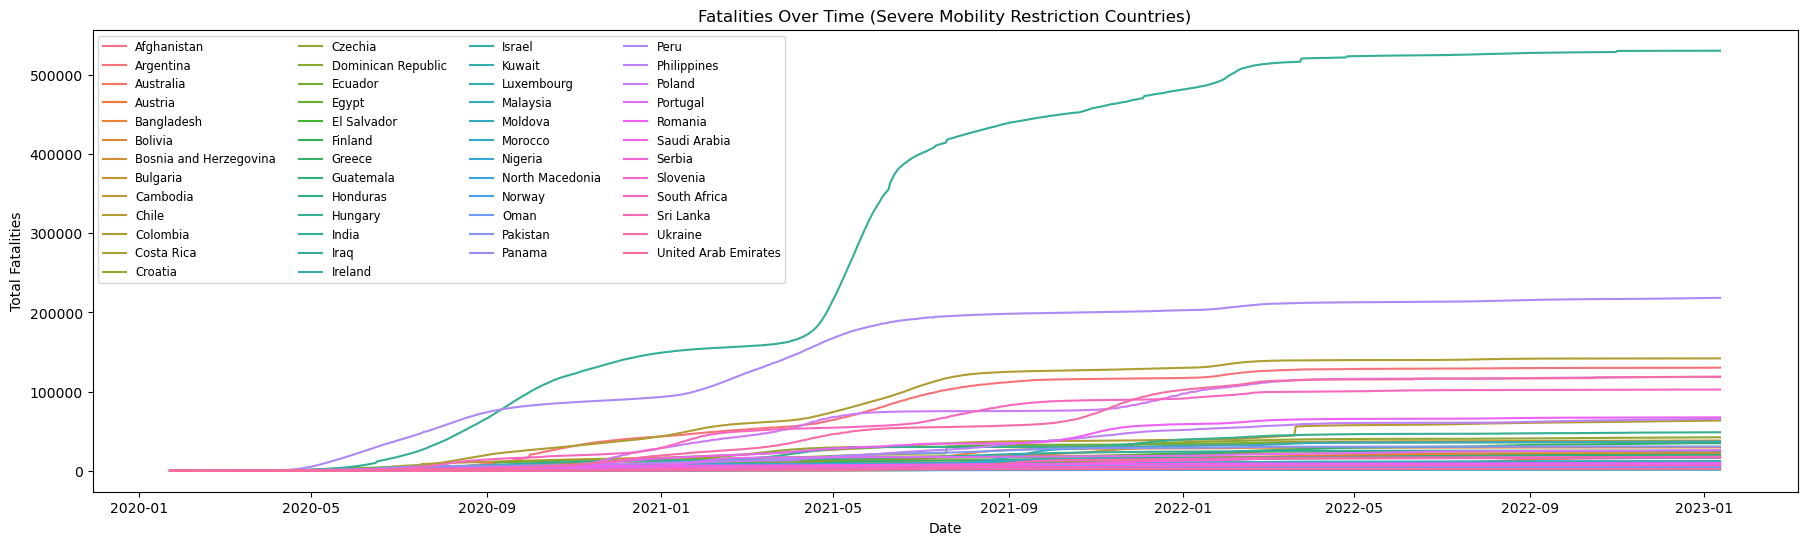 Fatalities Over Time (Severe Mobility Restriction Countries)
Afghanistan
Argentina
Australia
Austria
Bangladesh
Bolivia
Bosnia and Herzegovina
Bulgaria
Cambodia
Chile
Colombia
Costa Rica
Croatia
Czechia
Dominican Republic
Ecuador
Egypt
El Salvador
Finland
Greece
Guatemala
Honduras
Hungary
India
Iraq
Ireland
Israel
Kuwait
Luxembourg
Malaysia
Moldova
Morocco
Nigeria
North Macedonia
Norway
Oman
Pakistan
Panama
Peru
Philippines
Poland
Portugal
Romania
Saudi Arabia
Serbia
Slovenia
South Africa
Sri Lanka
Ukraine
United Arab Emirates
Total Fatalities
500000
400000
300000
200000
100000
0
2020-01
2020-05
2020-09
2021-01
2021-05
2021-09
2022-01
2022-05
2022-09
2023-01
Date